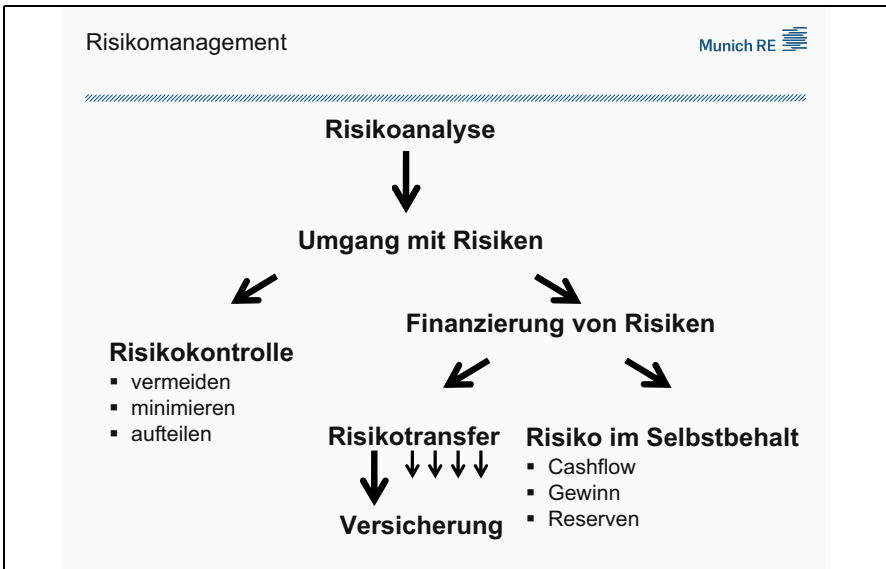 Risikomanagement
Munich RE
Risikoanalyse
Umgang mit Risiken
Finanzierung von Risiken
Risikokontrolle
▪ vermeiden
▪ minimieren
▪ aufteilen
Risikotransfer
Versicherung
Risiko im Selbstbehalt
▪ Cashflow
▪ Gewinn
▪ Reserven